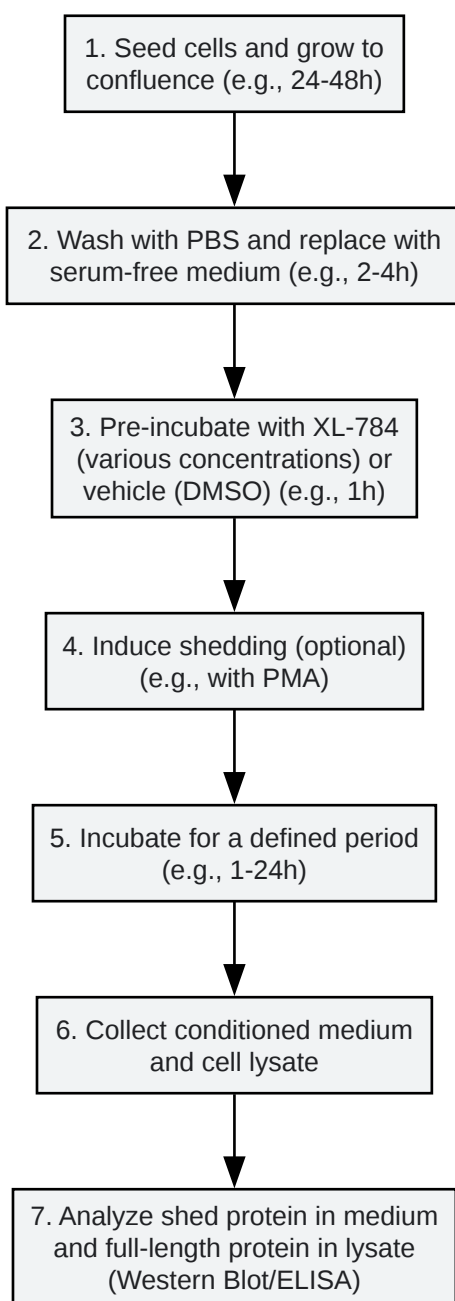 1. Seed cells and grow to
confluence (e.g., 24-48h)
2. Wash with PBS and replace with
serum-free medium (e.g., 2-4h)
3. Pre-incubate with XL-784
(various concentrations) or
vehicle (DMSO) (e.g., 1h)
4. Induce shedding (optional)
(e.g., with PMA)
5. Incubate for a defined period
(e.g., 1-24h)
6. Collect conditioned medium
and cell lysate
7. Analyze shed protein in medium
and full-length protein in lysate
(Western Blot/ELISA)